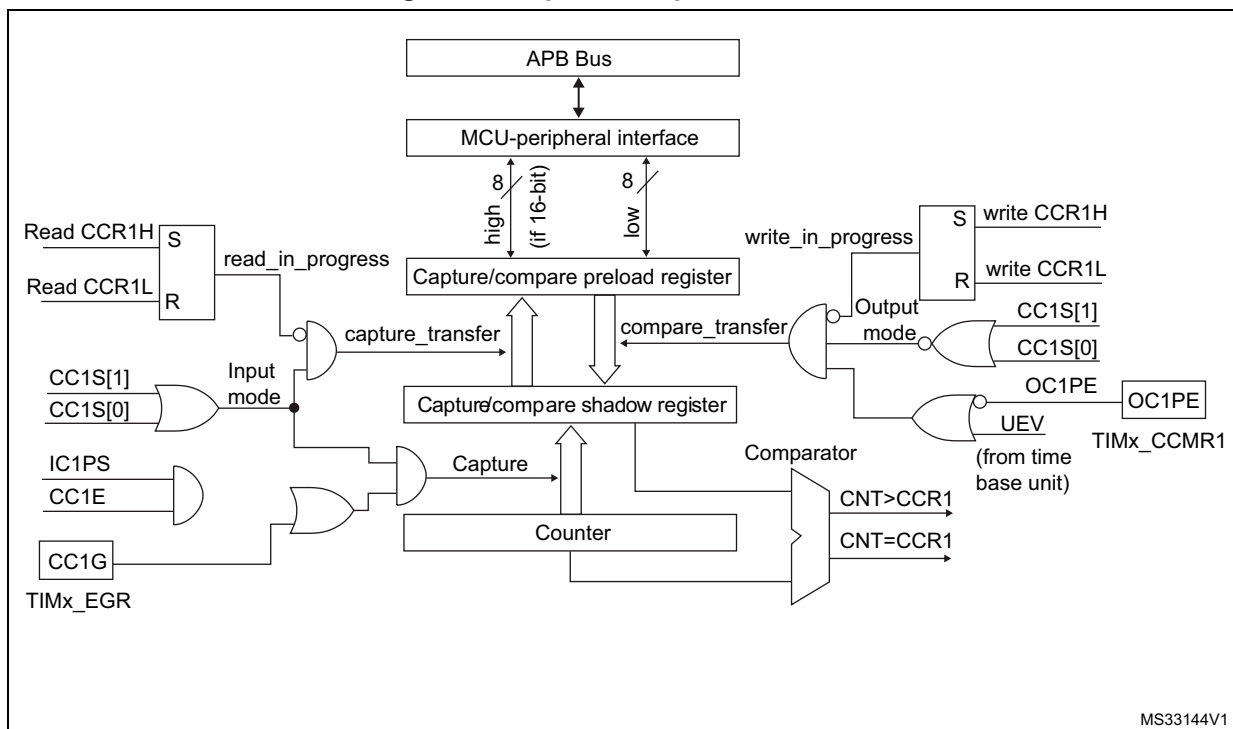 APB Bus
MCU-peripheral interface
8
high
(if 16-bit)
8
low
Read CCR1H
S
read_in_progress
Read CCR1L
R
write_in_progress
S
write CCR1H
R
write CCR1L
Capture/compare preload register
capture_transfer
compare_transfer
Output
mode
CC1S[1]
CC1S[0]
CC1S[1]
CC1S[0]
Input
mode
Capture/compare shadow register
OC1PE
OC1PE
UEV
TIMx_CCMR1
(from time
base unit)
IC1PS
CC1E
Capture
Comparator
CNT>CCR1
Counter
CNT=CCR1
CC1G
TIMx_EGR
MS33144V1